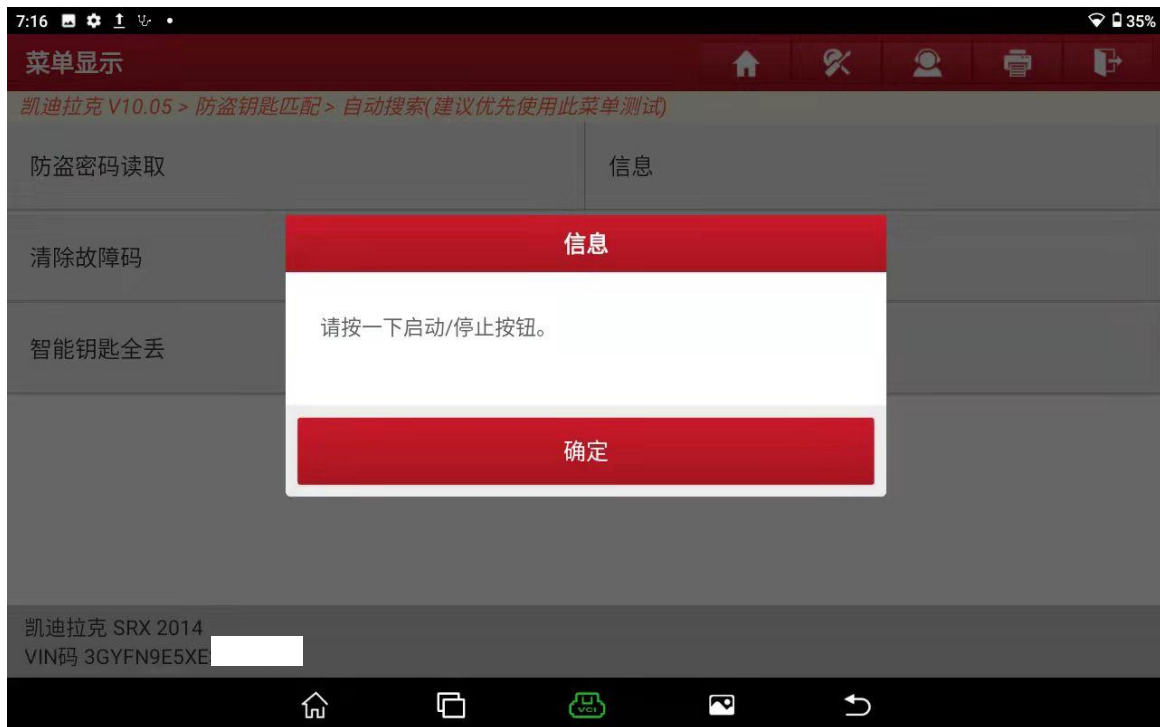 7:16
35%
菜单显示
凯迪拉克 V10.05 > 防盗钥匙匹配 > 自动搜索(建议优先使用此菜单测试)
防盗密码读取
信息
清除故障码
信息
请按一下启动/停止按钮。
智能钥匙全丢
确定
凯迪拉克 SRX 2014
VIN码 3GYFN9E5XE
VCI